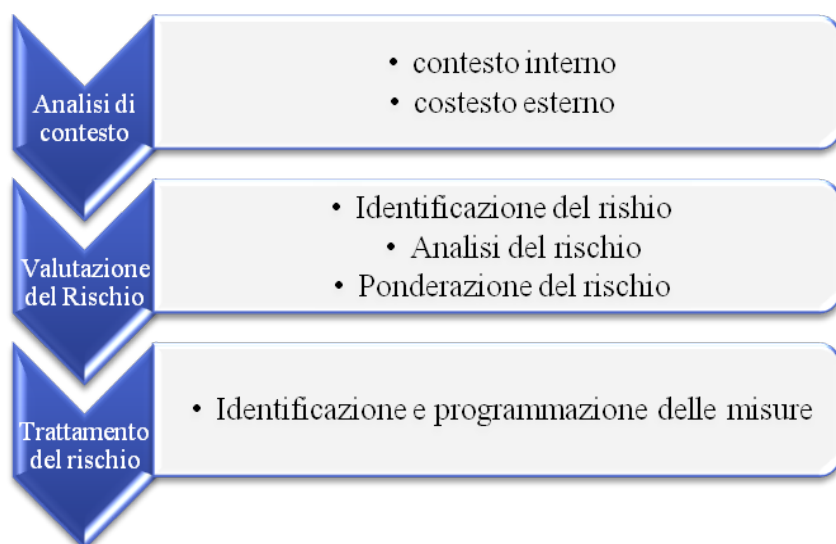 Analisi di
contesto
• contesto interno
• costesto esterno
Valutazione
del Rischio
• Identificazione del rishio
• Analisi del rischio
• Ponderazione del rischio
Trattamento
del rischio
• Identificazione e programmazione delle misure